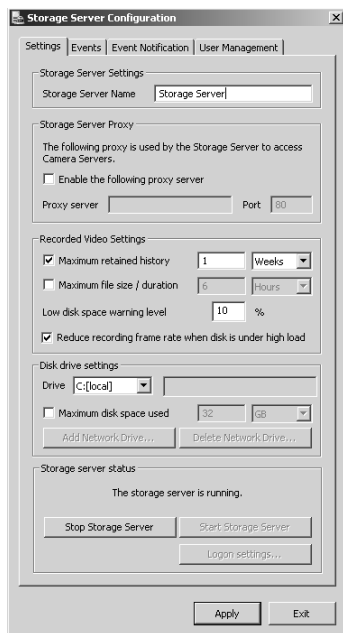 Storage Server Configuration
Settings Events Event Notification User Management
Storage Server Settings
Storage Server Name Storage Server
Storage Server Proxy
The following proxy is used by the Storage Server to access
Camera Servers.
Enable the following proxy server
Proxy server Port 80
Recorded Video Settings
Maximum retained history 1 Weeks
Maximum file size / duration 6 Hours
Low disk space warning level 10 %
Reduce recording frame rate when disk is under high load
Disk drive settings
Drive C:[local]
Maximum disk space used 32 GB
Add Network Drive... Delete Network Drive...
Storage server status
The storage server is running.
Stop Storage Server Start Storage Server
Logon settings...
Apply Exit